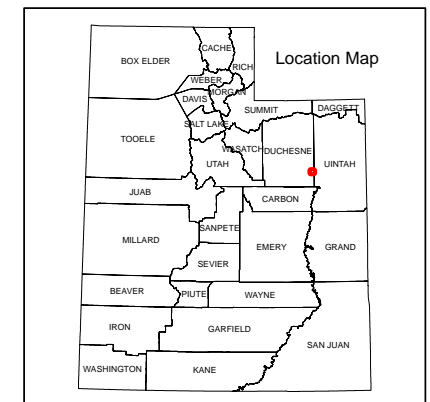 Location Map
CACHE
BOX ELDER
RICH
WEBER
MORGAN
DAVIS
SUMMIT
DAGGETT
SALT LAKE
TOOELE
WASATCH
DUCHESNE
UTAH
UINTAH
JUAB
CARBON
SANPETE
MILLARD
EMERY
GRAND
SEVIER
BEAVER
PIUTE
WAYNE
IRON
GARFIELD
SAN JUAN
WASHINGTON
KANE